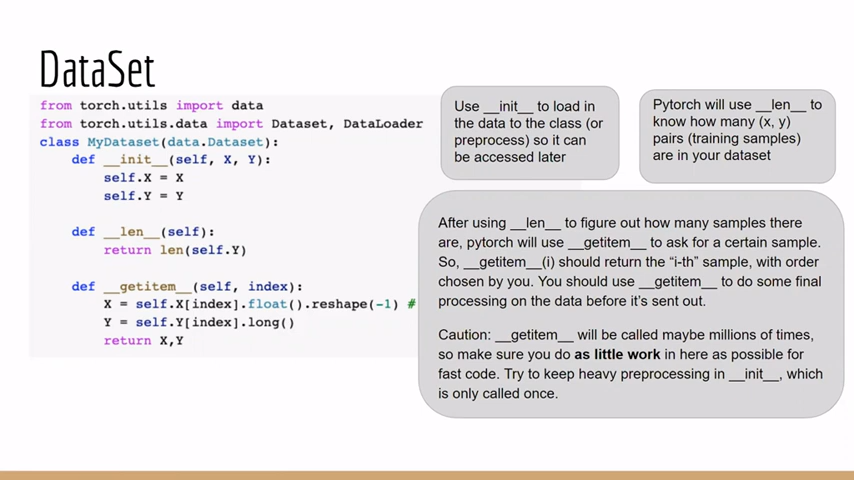 DataSet
from torch.utils import data
from torch.utils.data import Dataset, DataLoader
class MyDataset(data.Dataset):
    def __init__(self, X, Y):
        self.X = X
        self.Y = Y
    def __len__(self):
        return len(self.Y)
    def __getitem__(self, index):
        X = self.X[index].float().reshape(-1) #
        Y = self.Y[index].long()
        return X,Y
Use __init__ to load in
the data to the class (or
preprocess) so it can
be accessed later
Pytorch will use __len__ to
know how many (x, y)
pairs (training samples)
are in your dataset
After using __len__ to figure out how many samples there
are, pytorch will use __getitem__ to ask for a certain sample.
So, __getitem__(i) should return the “i-th” sample, with order
chosen by you. You should use __getitem__ to do some final
processing on the data before it’s sent out.
Caution: __getitem__ will be called maybe millions of times,
so make sure you do as little work in here as possible for
fast code. Try to keep heavy preprocessing in __init__, which
is only called once.